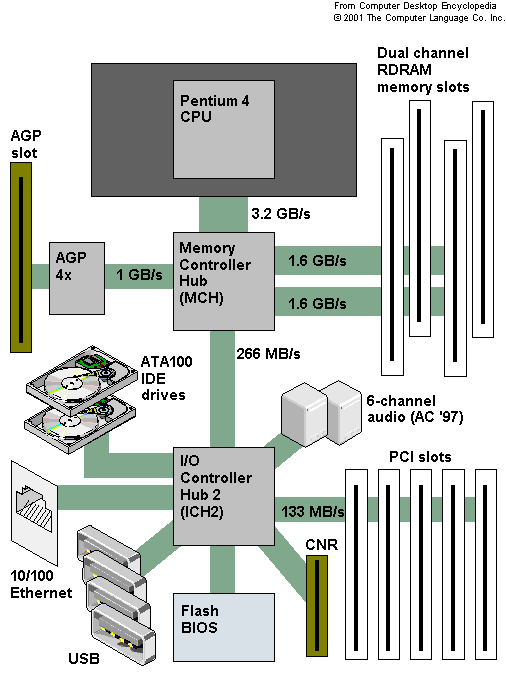 From Computer Desktop Encyclopedia
© 2001 The Computer Language Co. Inc.
Dual channel
RDRAM
memory slots
Pentium 4
CPU
AGP
slot
3.2 GB/s
Memory
Controller
Hub
(MCH)
AGP
4x
1 GB/s
1.6 GB/s
1.6 GB/s
266 MB/s
ATA100
IDE
drives
6-channel
audio (AC '97)
I/O
Controller
Hub 2
(ICH2)
PCI slots
133 MB/s
CNR
10/100
Ethernet
Flash
BIOS
USB